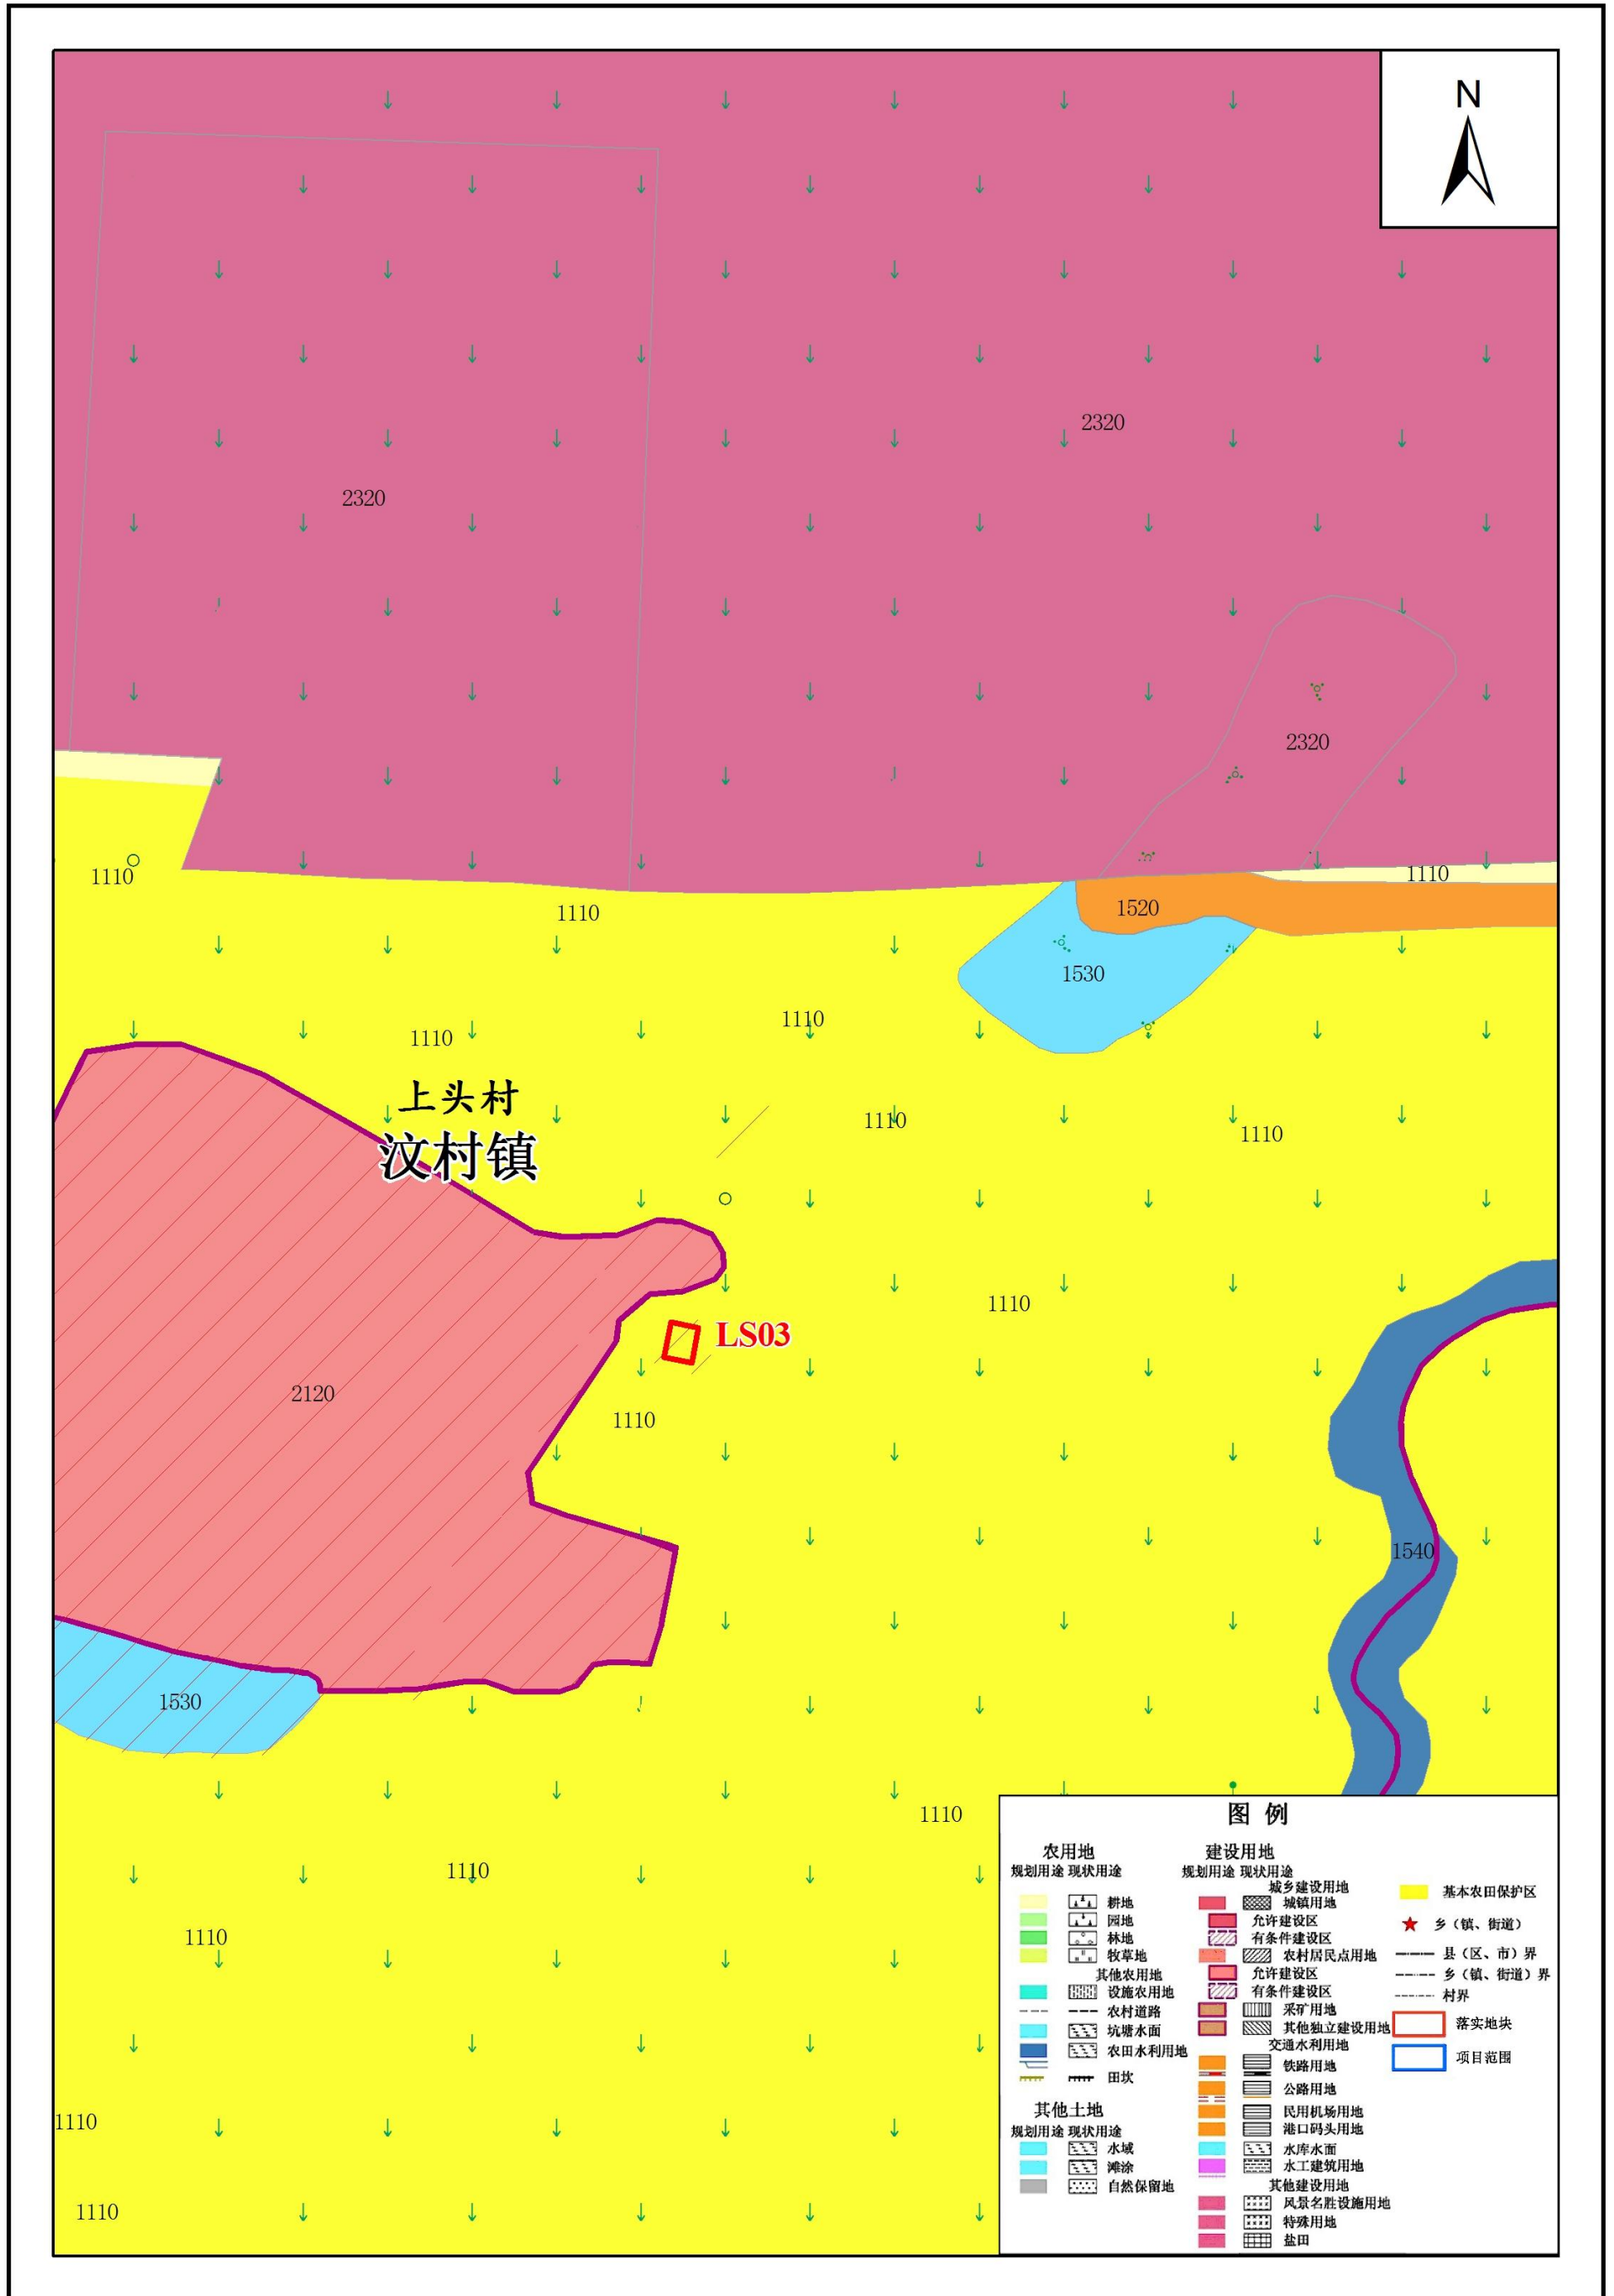 N
2320
2320
2320
1110
1110
1110
1520
1530
1110
1110
上头村
汶村镇
1110
1110
1110
LS03
2120
1110
1540
1530
1110
1110
1110
1110
1110
图 例
农用地
规划用途 现状用途
耕地
园地
林地
牧草地
其他农用地
设施农用地
农村道路
坑塘水面
农田水利用地
田坎
其他土地
规划用途 现状用途
水域
滩涂
自然保留地
建设用地
规划用途 现状用途
城乡建设用地
城镇用地
允许建设区
有条件建设区
农村居民点用地
允许建设区
有条件建设区
采矿用地
其他独立建设用地
交通水利用地
铁路用地
公路用地
民用机场用地
港口码头用地
水库水面
水工建筑用地
其他建设用地
风景名胜设施用地
特殊用地
盐田
基本农田保护区
乡（镇、街道）
县（区、市）界
乡（镇、街道）界
村界
落实地块
项目范围